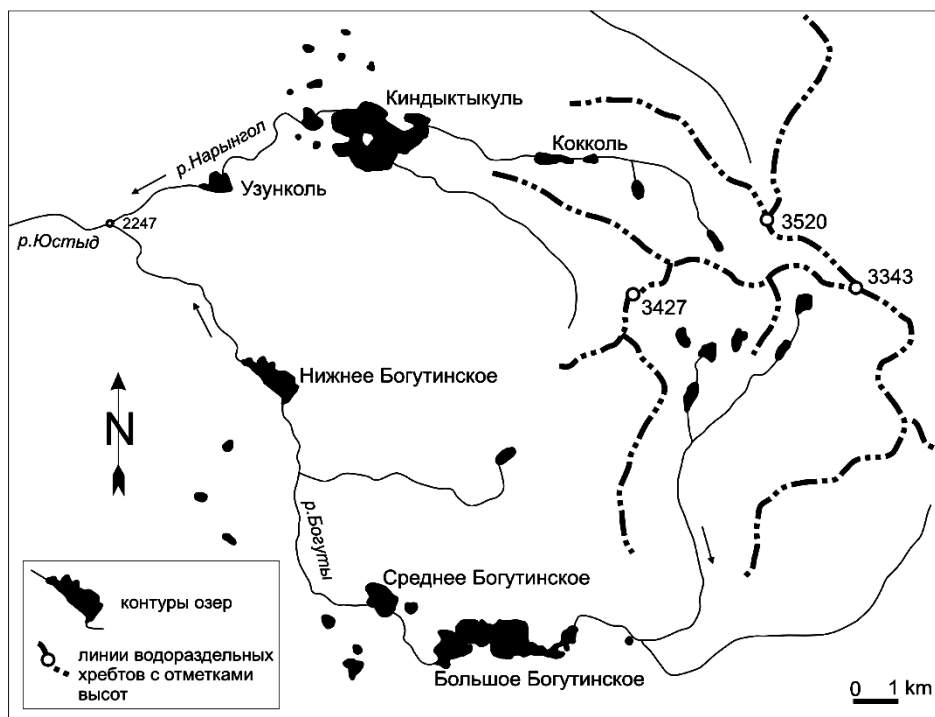 Киндыктыкуль
р.Нарынгол
Кокколь
Узунколь
2247
р.Юстыд
3520
3343
3427
Нижнее Богутинское
N
р.Богуты
Среднее Богутинское
Большое Богутинское
контуры озер
линии водораздельных
хребтов с отметками
высот
0 1 km